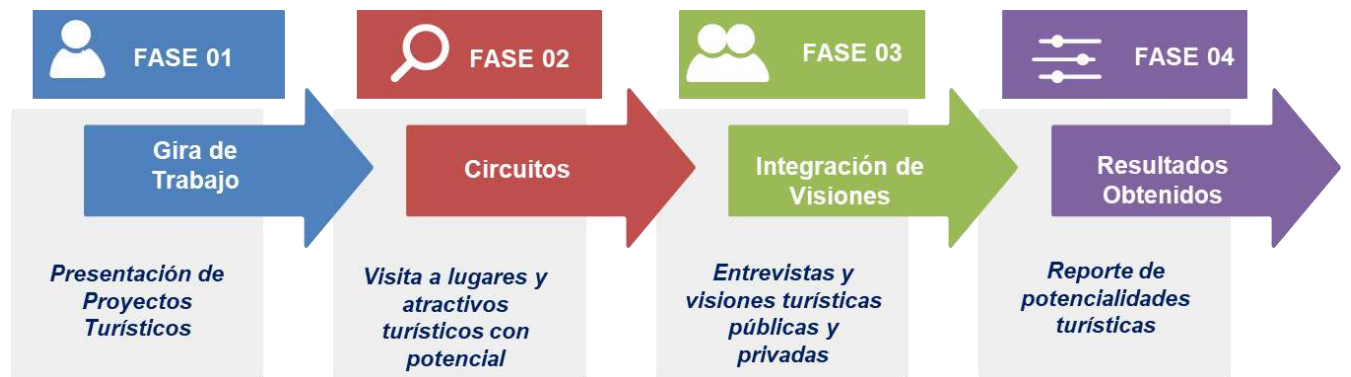 FASE 01
Gira de
Trabajo
Presentación de
Proyectos
Turísticos
FASE 02
Circuitos
Visita a lugares y
atractivos
turísticos con
potencial
FASE 03
Integración de
Visiones
Entrevistas y
visiones turísticas
públicas y
privadas
FASE 04
Resultados
Obtenidos
Reporte de
potencialidades
turísticas